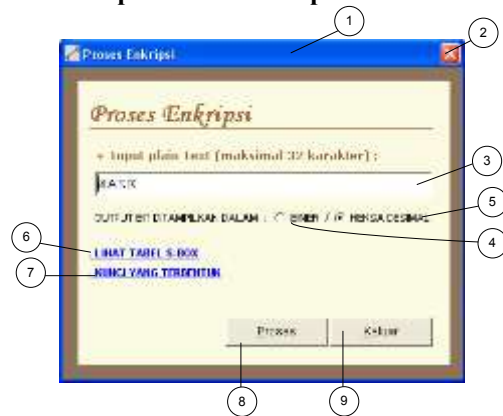 1
2
Proses Enkripsi
Proses Enkripsi
+ Input plain text (maksimal 32 karakter) :
3
5
OUTPUT BIT DITAMPILKAN DALAM : BINER / HEKSA DESIMAL
4
6
LIHAT TABEL S-BOX
7
KUNCI YANG TERBENTUK
Proses Keluar
8
9